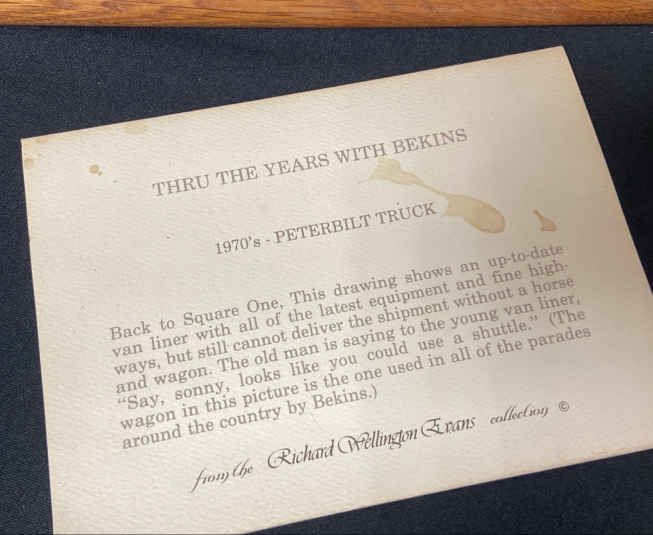 THRU THE YEARS WITH BEKINS
1970's - PETERBILT TRUCK
Back to Square One, This drawing shows an up-to-date
van liner with all of the latest equipment and fine high-
ways, but still cannot deliver the shipment without a horse
and wagon. The old man is saying to the young van liner,
“Say, sonny, looks like you could use a shuttle.” (The
wagon in this picture is the one used in all of the parades
around the country by Bekins.)
from the Richard Wellington Evans collection ©